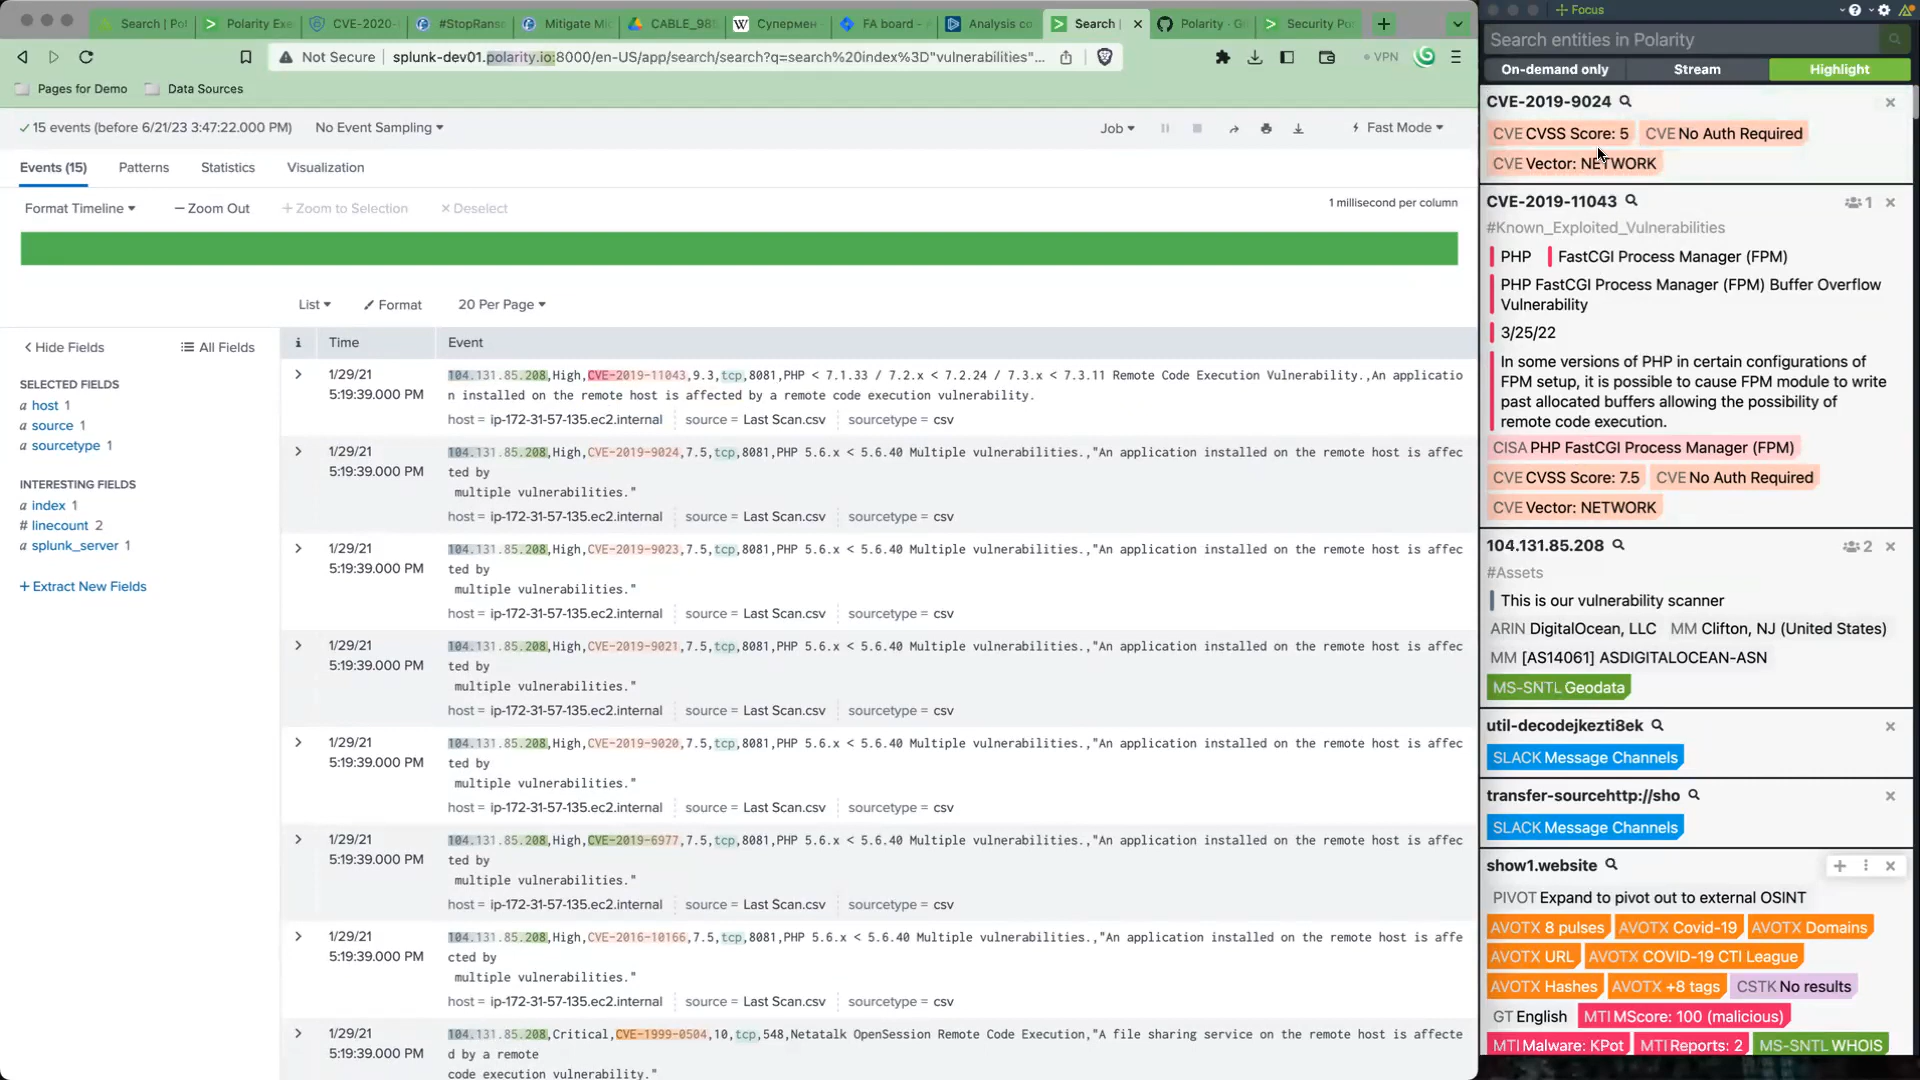 Search | Po
Polarity Exe
CVE-2020-
#StopRans
Mitigate Mi
CABLE_985
Супермен
FA board -
Analysis co
Search |
Polarity - G
Security Po
Not Secure
splunk-dev01.polarity.io:8000/en-US/app/search/search?q=search%20index%3D"vulnerabilities"...
VPN
Pages for Demo
Data Sources
15 events (before 6/21/23 3:47:22.000 PM)
No Event Sampling
Job
Fast Mode
Events (15)
Patterns
Statistics
Visualization
Format Timeline
— Zoom Out
+ Zoom to Selection
× Deselect
1 millisecond per column
List
Format
20 Per Page
Hide Fields
All Fields
SELECTED FIELDS
a host 1
a source 1
a sourcetype 1
INTERESTING FIELDS
a index 1
# linecount 2
a splunk_server 1
+ Extract New Fields
i Time Event
1/29/21
5:19:39.000 PM
104.131.85.208,High,CVE-2019-11043,9.3,tcp,8081,PHP < 7.1.33 / 7.2.x < 7.2.24 / 7.3.x < 7.3.11 Remote Code Execution Vulnerability.,An applicatio
n installed on the remote host is affected by a remote code execution vulnerability.
host = ip-172-31-57-135.ec2.internal source = Last Scan.csv sourcetype = csv
1/29/21
5:19:39.000 PM
104.131.85.208,High,CVE-2019-9024,7.5,tcp,8081,PHP 5.6.x < 5.6.40 Multiple vulnerabilities.,"An application installed on the remote host is affec
ted by
multiple vulnerabilities."
host = ip-172-31-57-135.ec2.internal source = Last Scan.csv sourcetype = csv
1/29/21
5:19:39.000 PM
104.131.85.208,High,CVE-2019-9023,7.5,tcp,8081,PHP 5.6.x < 5.6.40 Multiple vulnerabilities.,"An application installed on the remote host is affec
ted by
multiple vulnerabilities."
host = ip-172-31-57-135.ec2.internal source = Last Scan.csv sourcetype = csv
1/29/21
5:19:39.000 PM
104.131.85.208,High,CVE-2019-9021,7.5,tcp,8081,PHP 5.6.x < 5.6.40 Multiple vulnerabilities.,"An application installed on the remote host is affec
ted by
multiple vulnerabilities."
host = ip-172-31-57-135.ec2.internal source = Last Scan.csv sourcetype = csv
1/29/21
5:19:39.000 PM
104.131.85.208,High,CVE-2019-9020,7.5,tcp,8081,PHP 5.6.x < 5.6.40 Multiple vulnerabilities.,"An application installed on the remote host is affec
ted by
multiple vulnerabilities."
host = ip-172-31-57-135.ec2.internal source = Last Scan.csv sourcetype = csv
1/29/21
5:19:39.000 PM
104.131.85.208,High,CVE-2019-6977,7.5,tcp,8081,PHP 5.6.x < 5.6.40 Multiple vulnerabilities.,"An application installed on the remote host is affec
ted by
multiple vulnerabilities."
host = ip-172-31-57-135.ec2.internal source = Last Scan.csv sourcetype = csv
1/29/21
5:19:39.000 PM
104.131.85.208,High,CVE-2016-10166,7.5,tcp,8081,PHP 5.6.x < 5.6.40 Multiple vulnerabilities.,"An application installed on the remote host is affe
cted by
multiple vulnerabilities."
host = ip-172-31-57-135.ec2.internal source = Last Scan.csv sourcetype = csv
1/29/21
5:19:39.000 PM
104.131.85.208,Critical,CVE-1999-0504,10,tcp,548,Netatalk OpenSession Remote Code Execution,"A file sharing service on the remote host is affecte
d by a remote
code execution vulnerability."
+ Focus
Search entities in Polarity
On-demand only
Stream
Highlight
CVE-2019-9024
CVE CVSS Score: 5 CVE No Auth Required
CVE Vector: NETWORK
CVE-2019-11043 1
#Known_Exploited_Vulnerabilities
PHP FastCGI Process Manager (FPM)
PHP FastCGI Process Manager (FPM) Buffer Overflow
Vulnerability
3/25/22
In some versions of PHP in certain configurations of
FPM setup, it is possible to cause FPM module to write
past allocated buffers allowing the possibility of
remote code execution.
CISA PHP FastCGI Process Manager (FPM)
CVE CVSS Score: 7.5 CVE No Auth Required
CVE Vector: NETWORK
104.131.85.208 2
#Assets
This is our vulnerability scanner
ARIN DigitalOcean, LLC MM Clifton, NJ (United States)
MM [AS14061] ASDIGITALOCEAN-ASN
MS-SNTL Geodata
util-decodejkezti8ek
SLACK Message Channels
transfer-sourcehttp://sho
SLACK Message Channels
show1.website
PIVOT Expand to pivot out to external OSINT
AVOTX 8 pulses AVOTX Covid-19 AVOTX Domains
AVOTX URL AVOTX COVID-19 CTI League
AVOTX Hashes AVOTX +8 tags CSTK No results
GT English MTI MScore: 100 (malicious)
MTI Malware: KPot MTI Reports: 2 MS-SNTL WHOIS